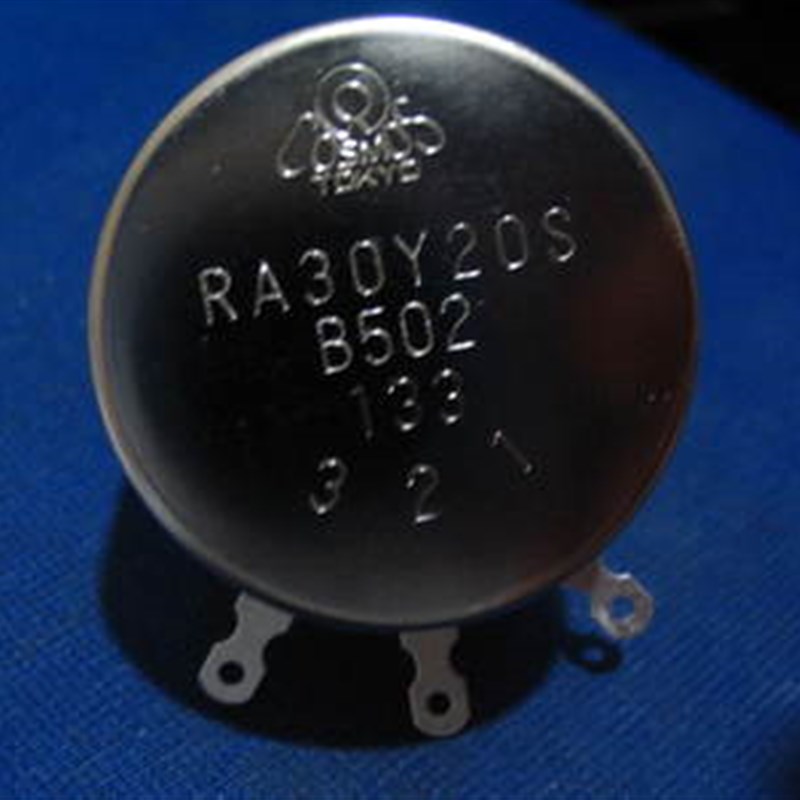 COSMOS
TOKYO
RA30Y20S
B502
133
3 2 1